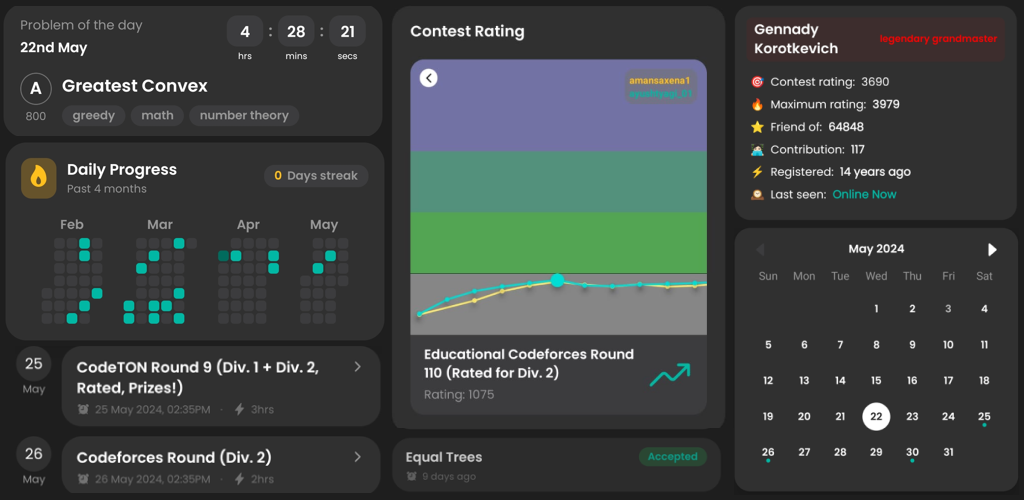 Problem of the day
22nd May
4 : 28 : 21
hrs mins secs
A
800
Greatest Convex
greedy math number theory
Daily Progress
Past 4 months
0 Days streak
Feb Mar Apr May
25
May
CodeTON Round 9 (Div. 1 + Div. 2,
Rated, Prizes!)
25 May 2024, 02:35PM · 3hrs
26
May
Codeforces Round (Div. 2)
26 May 2024, 02:35PM · 2hrs
Contest Rating
amansaxena1
Educational Codeforces Round
110 (Rated for Div. 2)
Rating: 1075
Equal Trees
Accepted
9 days ago
Gennady
Korotkevich
legendary grandmaster
Contest rating: 3690
Maximum rating: 3979
Friend of: 64848
Contribution: 117
Registered: 14 years ago
Last seen: Online Now
May 2024
Sun Mon Tue Wed Thu Fri Sat
1 2 3 4
5 6 7 8 9 10 11
12 13 14 15 16 17 18
19 20 21 22 23 24 25
26 27 28 29 30 31